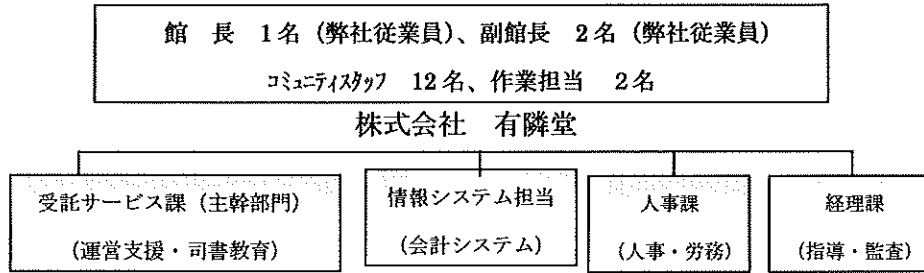 館　長　1名（弊社従業員）、副館長　2名（弊社従業員）
ｺﾐｭﾆﾃｨｽﾀｯﾌ　12名、作業担当　2名
株式会社　有隣堂
受託サービス課（主幹部門）
（運営支援・司書教育）
情報システム担当
（会計システム）
人事課
（人事・労務）
経理課
（指導・監査）